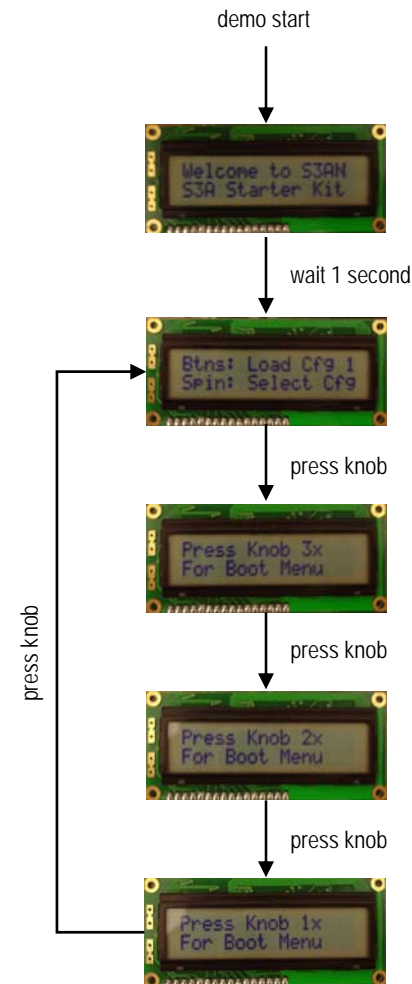 demo start
Welcome to S3AN
S3A Starter Kit
wait 1 second
Btns: Load Cfg 1
Spin: Select Cfg
press knob
Press Knob 3x
For Boot Menu
press knob
press knob
Press Knob 2x
For Boot Menu
press knob
Press Knob 1x
For Boot Menu